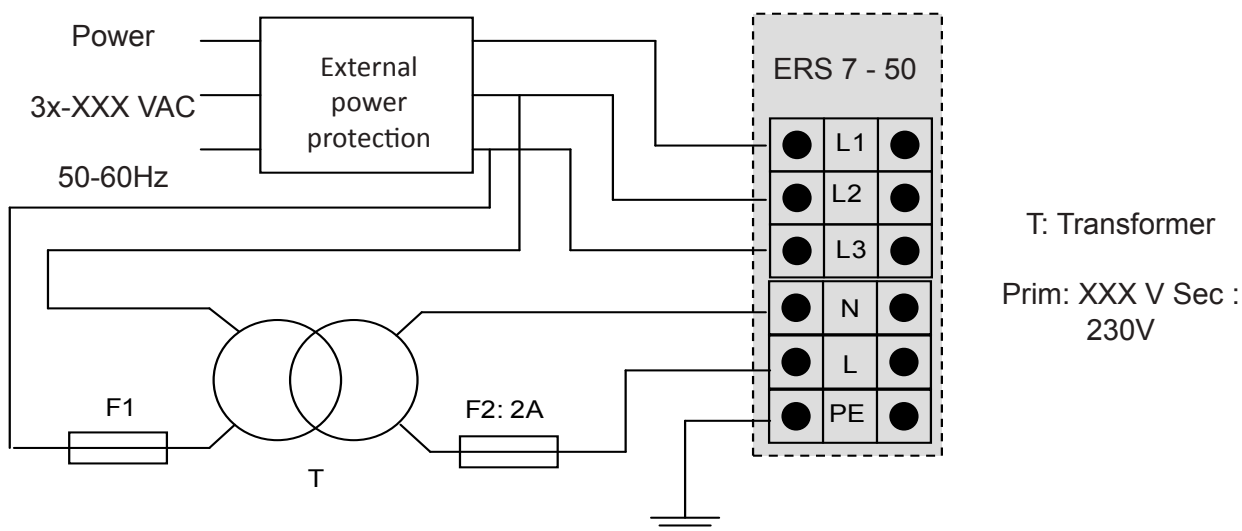 Power
3x-XXX VAC
50-60Hz
External
power
protection
ERS 7 - 50
L1
L2
L3
N
L
PE
T: Transformer
Prim: XXX V Sec :
230V
F1
F2: 2A
T